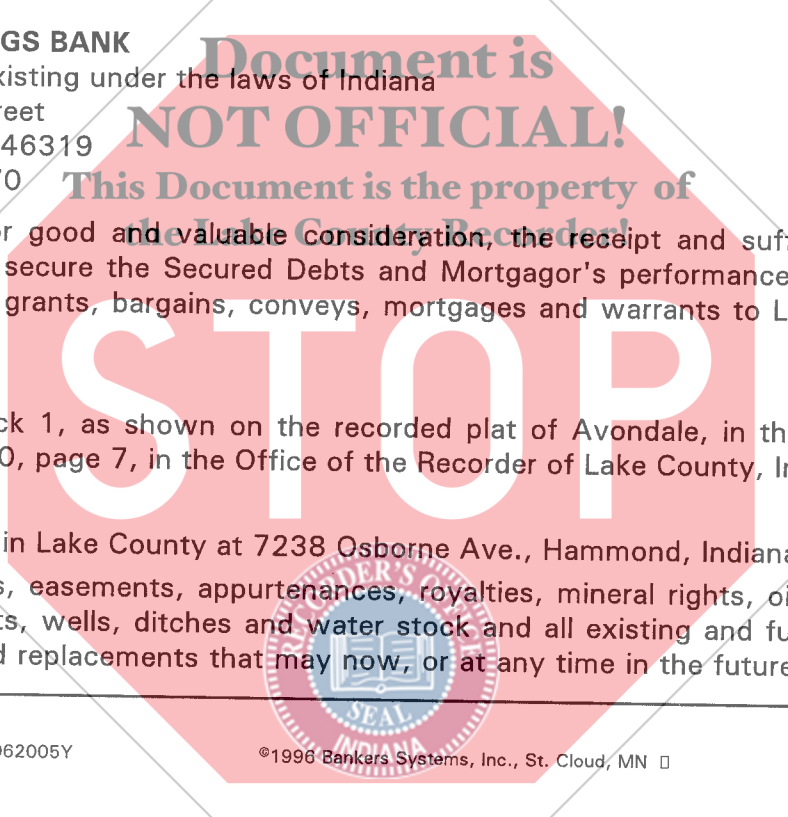 GS BANK
xisting under the laws of Indiana
reet
46319
0
Document is
NOT OFFICIAL!
This Document is the property of
the Lake County Recorder!
r good and valuable consideration, the receipt and suf
secure the Secured Debts and Mortgagor's performance
grants, bargains, conveys, mortgages and warrants to L
STOP
ck 1, as shown on the recorded plat of Avondale, in th
0, page 7, in the Office of the Recorder of Lake County, In
in Lake County at 7238 Osborne Ave., Hammond, Indiana
s, easements, appurtenances, royalties, mineral rights, oi
ts, wells, ditches and water stock and all existing and fu
d replacements that may now, or at any time in the future
RECORDER'S OFFICE
SEAL
INDIANA
062005Y
©1996 Bankers Systems, Inc., St. Cloud, MN